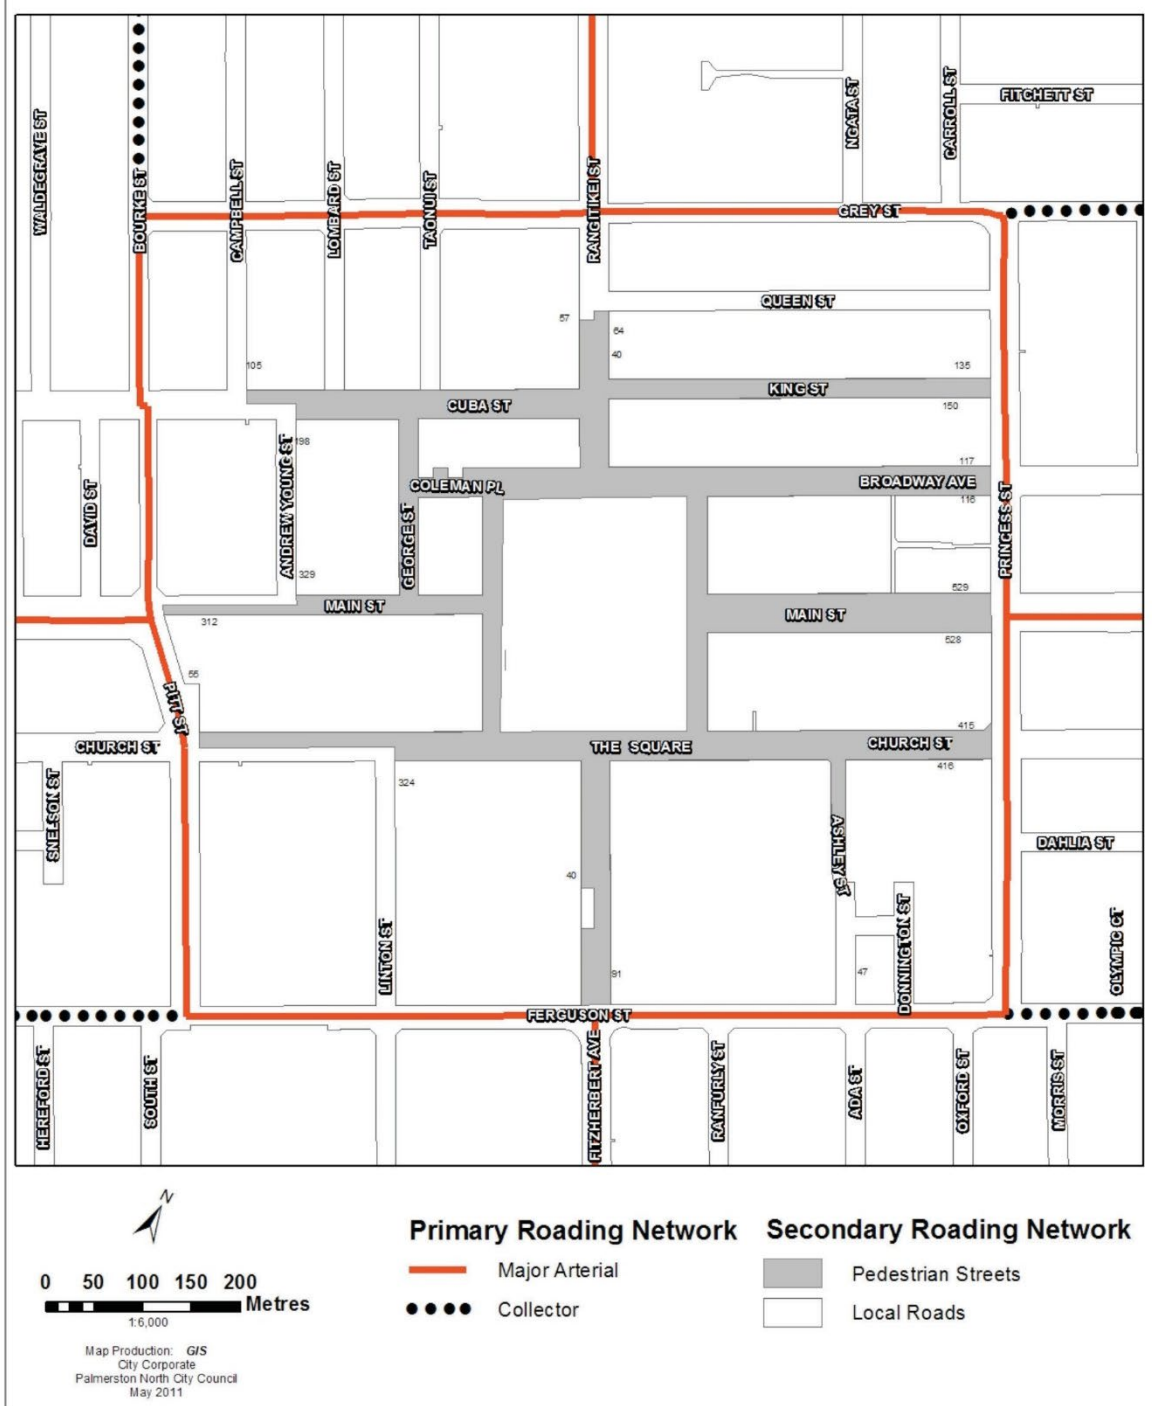 WALDEGRAVE ST
BOURKE ST
CAMPBELL ST
LOMBARD ST
TAONUI ST
RANGITIKEI ST
NGATA ST
CARROLL ST
FITCHETT ST
GREY ST
QUEEN ST
57
64
40
105
135
KING ST
CUBA ST
150
198
117
COLEMAN PL
BROADWAY AVE
116
DAVID ST
ANDREW YOUNG ST
GEORGE ST
PRINCESS ST
329
529
MAIN ST
MAIN ST
312
528
55
PITT ST
415
CHURCH ST
THE SQUARE
CHURCH ST
416
324
SNELSON ST
ASHLEY ST
DAHLIA ST
40
LINTON ST
DONNINGTON ST
OLYMPIC CT
91
47
FERGUSON ST
HEREFORD ST
SOUTH ST
FITZHERBERT AVE
RANFURLY ST
ADA ST
OXFORD ST
MORRIS ST
N
0 50 100 150 200
Metres
1:6,000
Map Production: GIS
City Corporate
Palmerston North City Council
May 2011
Primary Roading Network
Major Arterial
Collector
Secondary Roading Network
Pedestrian Streets
Local Roads